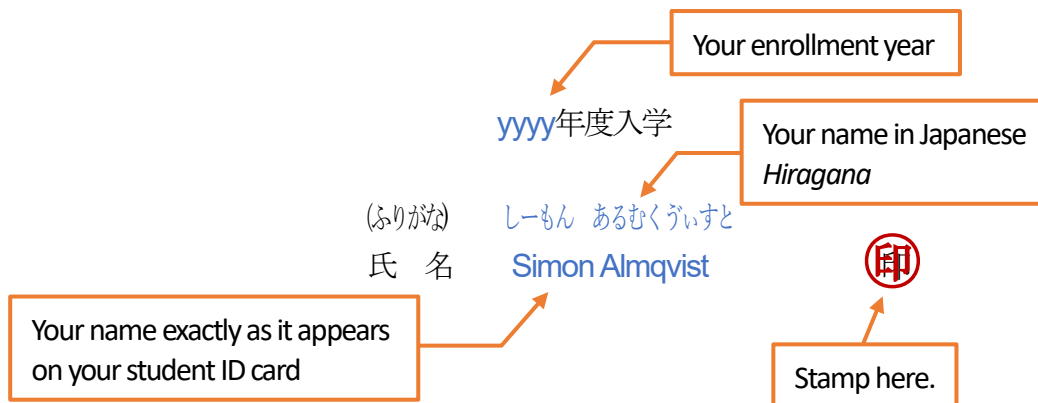 Your enrollment year
yyyy年度入学
Your name in Japanese
Hiragana
(ふりがな) しーもん あるむくゔぃすと
氏 名 Simon Almqvist 印
Your name exactly as it appears
on your student ID card
Stamp here.